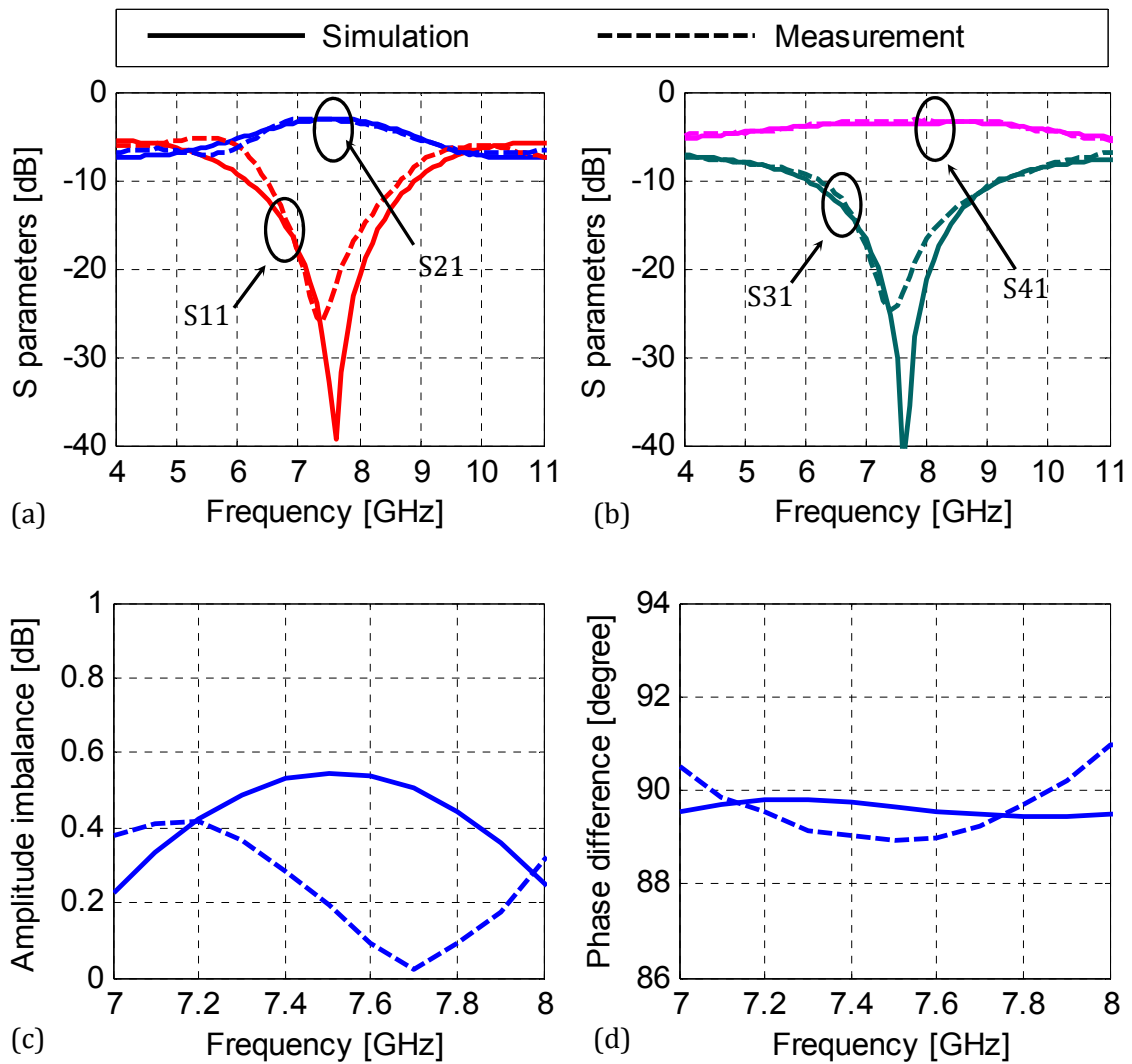 Simulation
Measurement
0
-10
-20
-30
-40
S parameters [dB]
S21
S11
4 5 6 7 8 9 10 11
Frequency [GHz]
(a)
0
-10
-20
-30
-40
S parameters [dB]
S31
S41
4 5 6 7 8 9 10 11
Frequency [GHz]
(b)
1
0.8
0.6
0.4
0.2
0
Amplitude imbalance [dB]
7 7.2 7.4 7.6 7.8 8
Frequency [GHz]
(c)
94
92
90
88
86
Phase difference [degree]
7 7.2 7.4 7.6 7.8 8
Frequency [GHz]
(d)